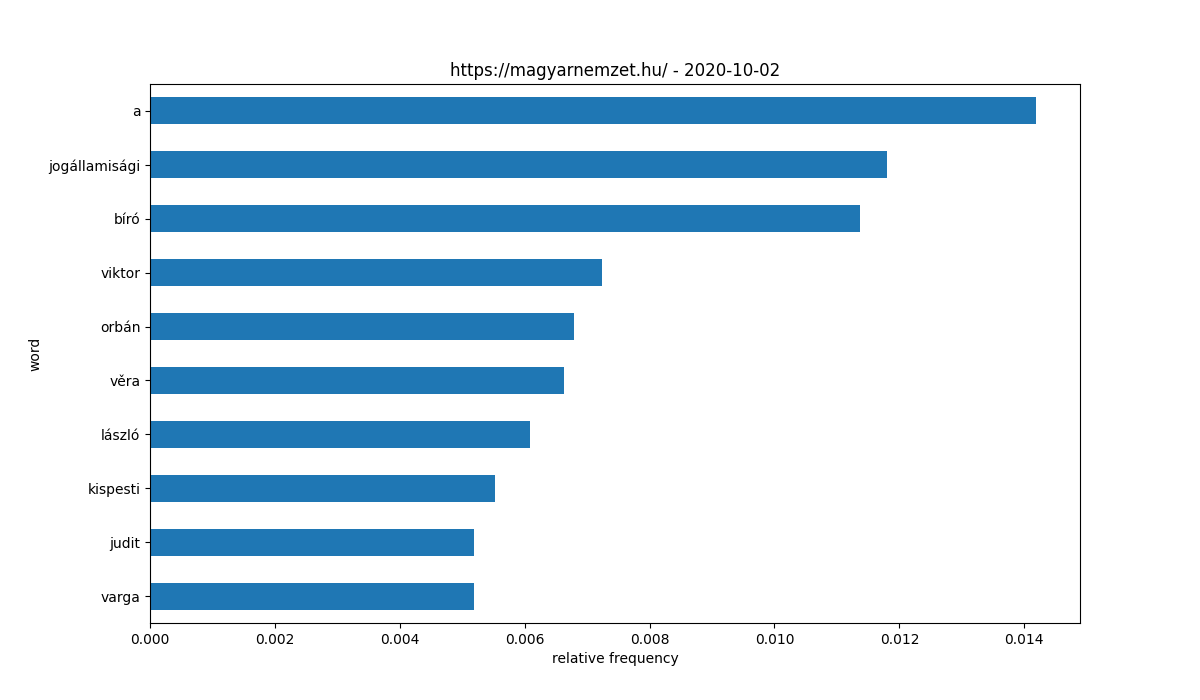 https://magyarnemzet.hu/ - 2020-10-02
a
jogállamisági
bíró
viktor
orbán
věra
lászló
kispesti
judit
varga
word
0.000 0.002 0.004 0.006 0.008 0.010 0.012 0.014
relative frequency